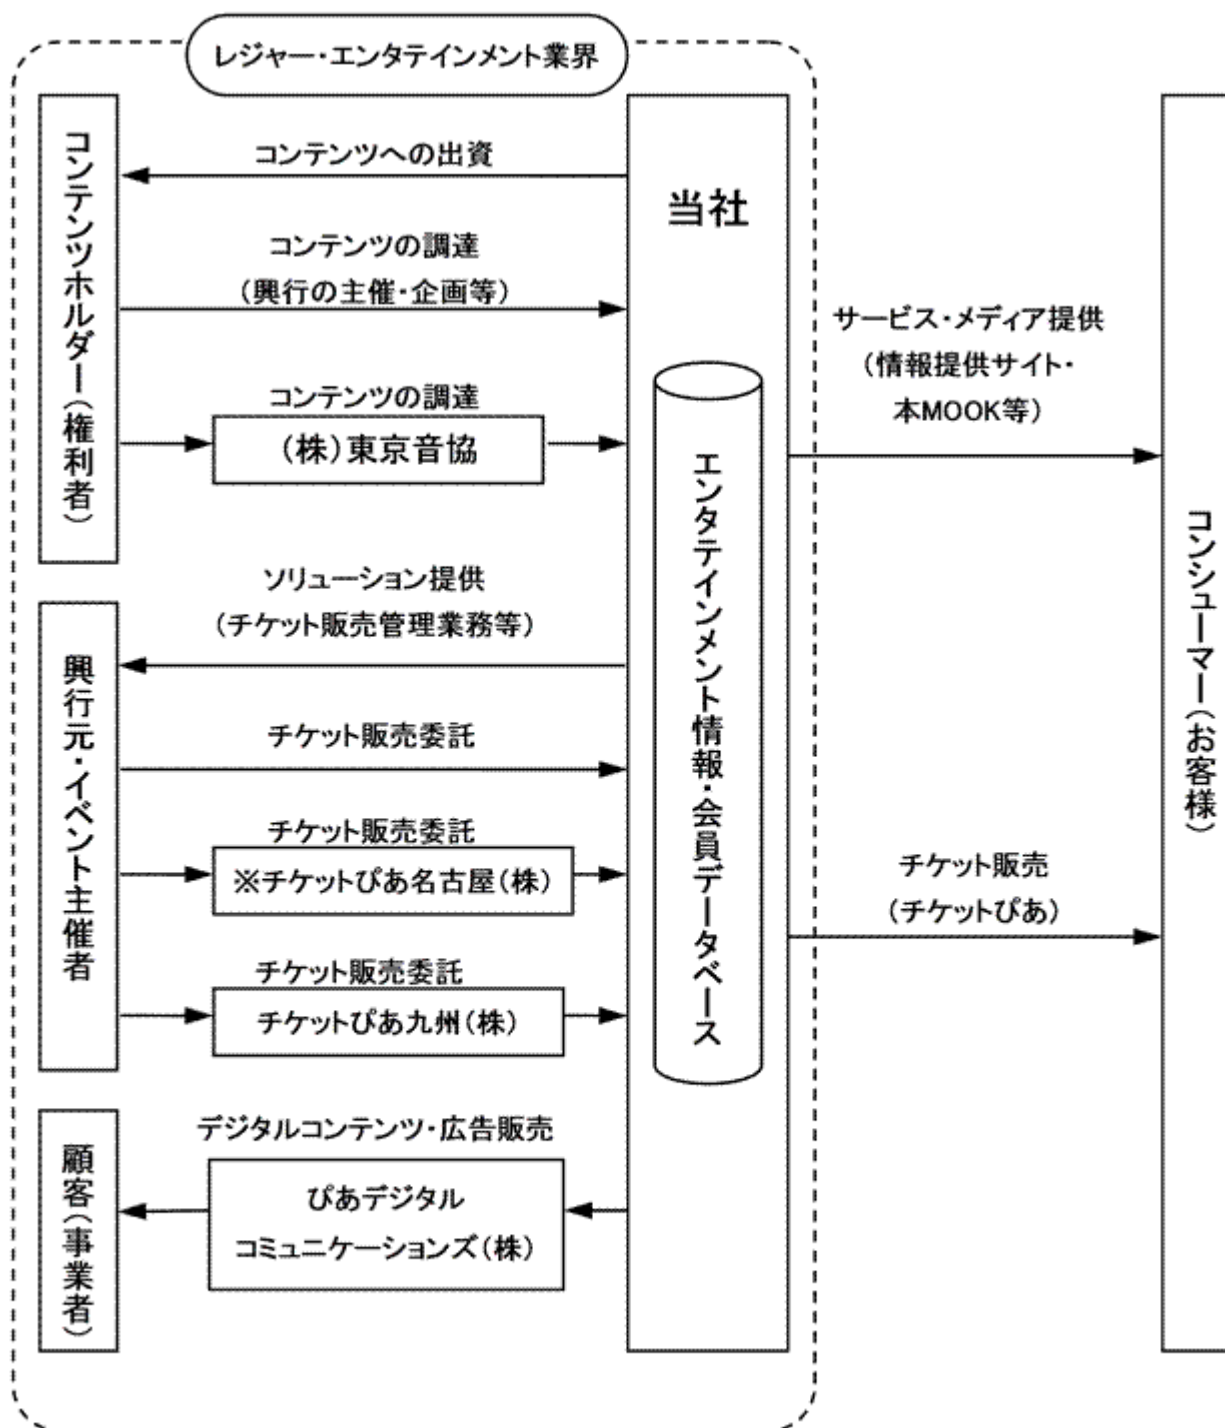 レジャー・エンタテインメント業界
コンテンツホルダー(権利者)
コンテンツへの出資
コンテンツの調達
(興行の主催・企画等)
コンテンツの調達
(株)東京音協
興行元・イベント主催者
ソリューション提供
(チケット販売管理業務等)
チケット販売委託
チケット販売委託
※チケットぴあ名古屋(株)
チケット販売委託
チケットぴあ九州(株)
顧客(事業者)
デジタルコンテンツ・広告販売
ぴあデジタル
コミュニケーションズ(株)
当社
エンタテインメント情報・会員データベース
サービス・メディア提供
(情報提供サイト・
本MOOK等)
チケット販売
(チケットぴあ)
コンシューマー(お客様)